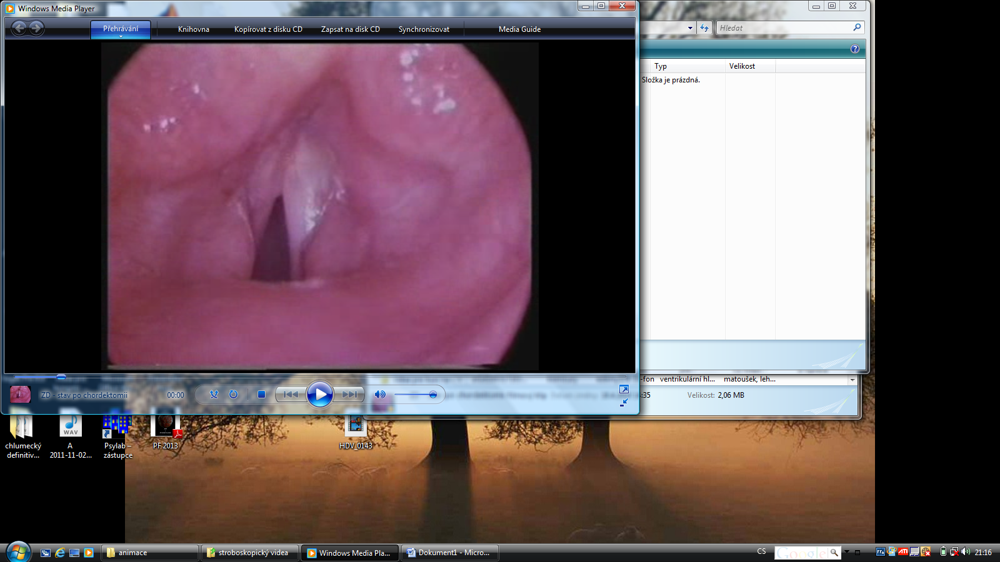 Windows Media Player
Přehrávání
Knihovna
Kopírovat z disku CD
Zapsat na disk CD
Synchronizovat
Media Guide
Hledat
Typ
Velikost
Složka je prázdná.
-fon ventrikulární hl... matoušek, leh...
:35 Velikost: 2,06 MB
ZD - stav po chordektomii
00:00
chlumecký
definitiv...
WAV
A
2011-11-02...
Psylab –
zástupce
PF 2013
HDV_0143
animace
stroboskopický videa
Windows Media Pla...
Dokument1 - Micro...
CS
Google
ATI
21:16